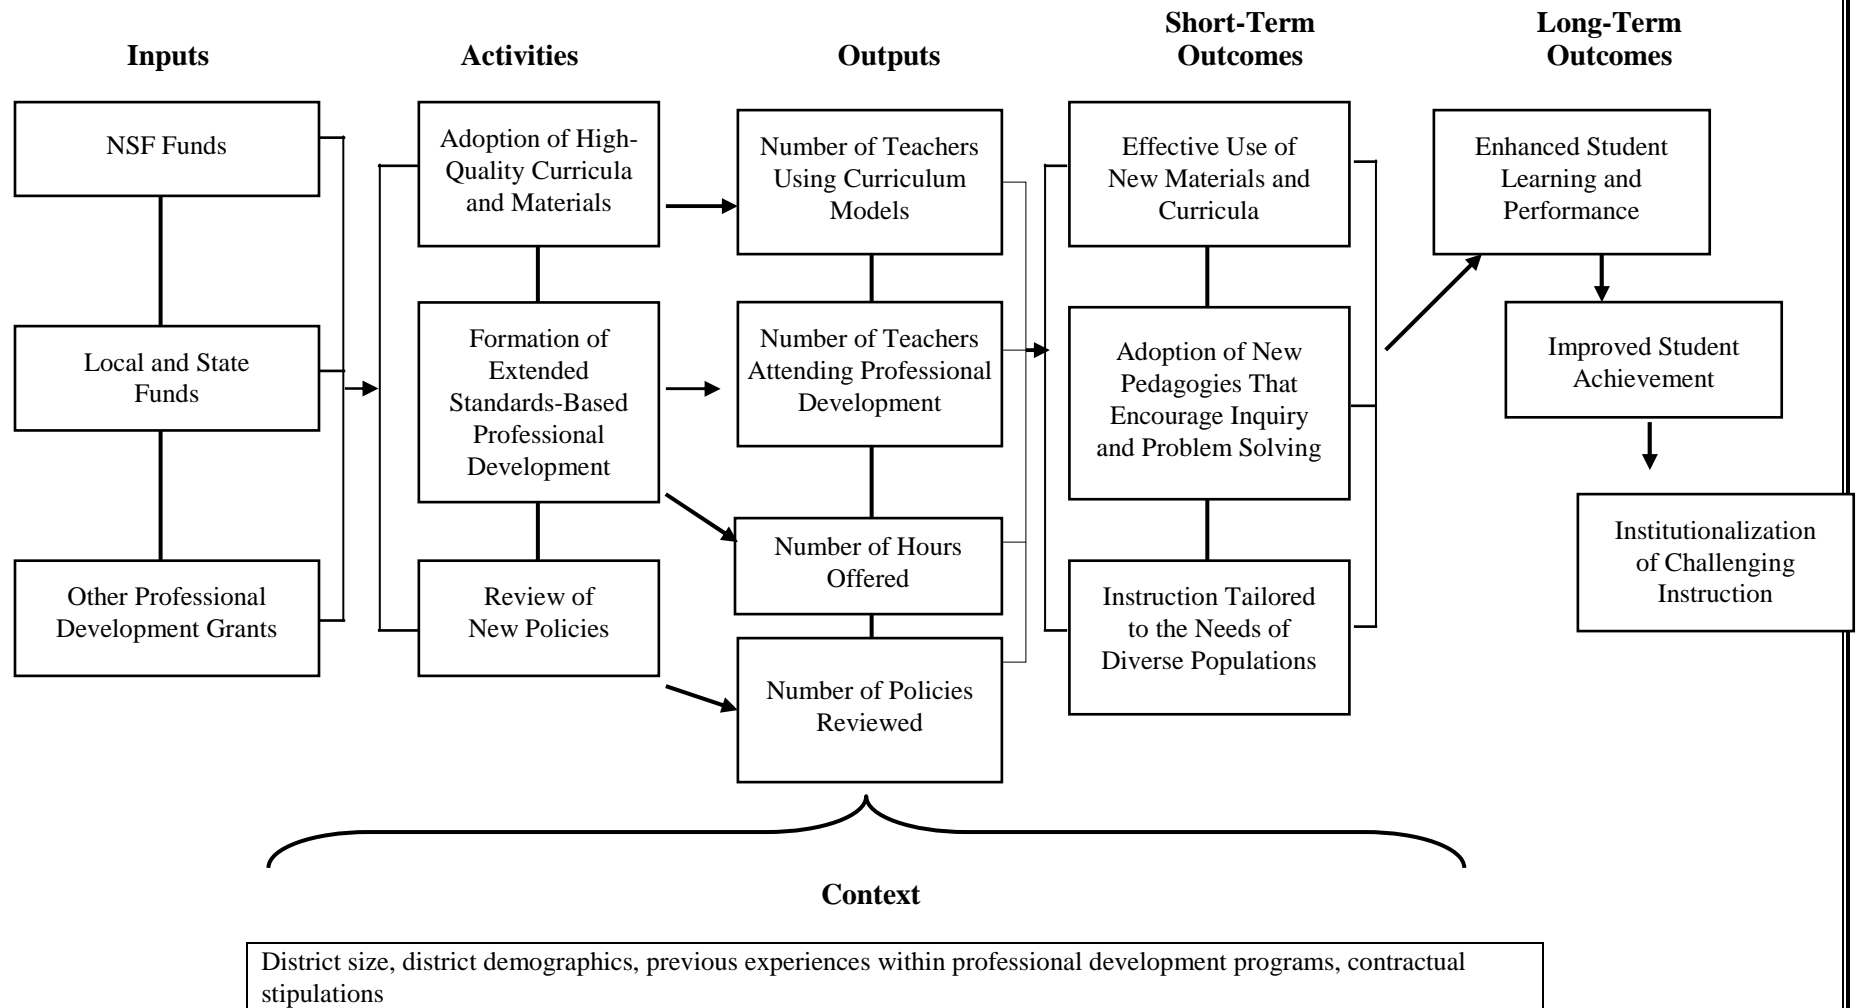 Inputs
Activities
Outputs
Short-Term
Outcomes
Long-Term
Outcomes
NSF Funds
Local and State
Funds
Other Professional
Development Grants
Adoption of High-
Quality Curricula
and Materials
Formation of
Extended
Standards-Based
Professional
Development
Review of
New Policies
Number of Teachers
Using Curriculum
Models
Number of Teachers
Attending Professional
Development
Number of Hours
Offered
Number of Policies
Reviewed
Effective Use of
New Materials and
Curricula
Adoption of New
Pedagogies That
Encourage Inquiry
and Problem Solving
Instruction Tailored
to the Needs of
Diverse Populations
Enhanced Student
Learning and
Performance
Improved Student
Achievement
Institutionalization
of Challenging
Instruction
Context
District size, district demographics, previous experiences within professional development programs, contractual
stipulations